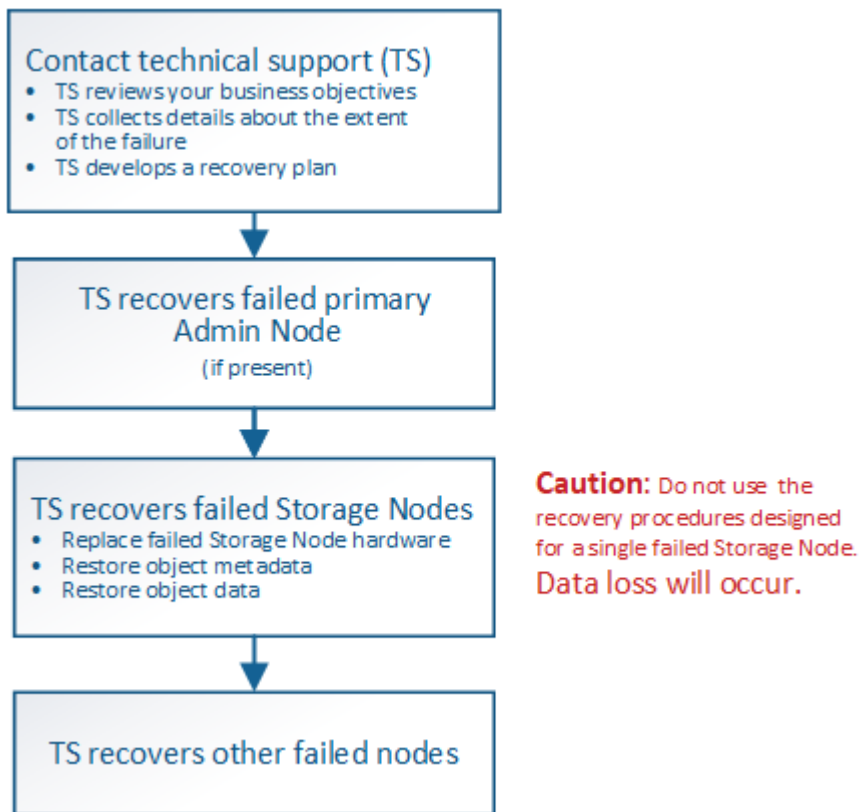 Contact technical support (TS)
• TS reviews your business objectives
• TS collects details about the extent
of the failure
• TS develops a recovery plan
TS recovers failed primary
Admin Node
(if present)
TS recovers failed Storage Nodes
• Replace failed Storage Node hardware
• Restore object metadata
• Restore object data
Caution: Do not use the
recovery procedures designed
for a single failed Storage Node.
Data loss will occur.
TS recovers other failed nodes